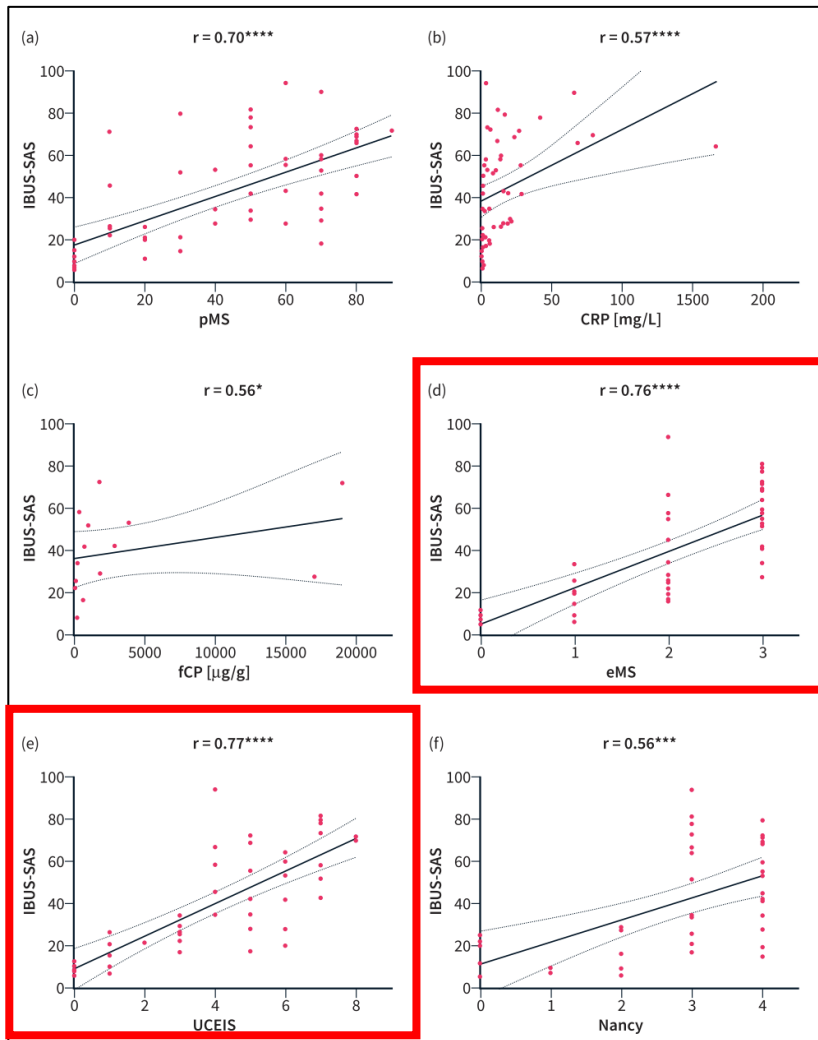 (a)
r = 0.70****
IBUS-SAS
100
80
60
40
20
0
0 20 40 60 80
pMS
(b)
r = 0.57****
IBUS-SAS
100
80
60
40
20
0
0 50 100 1500 200
CRP [mg/L]
(c)
r = 0.56*
IBUS-SAS
100
80
60
40
20
0
0 5000 10000 15000 20000
fCP [μg/g]
(d)
r = 0.76****
IBUS-SAS
100
80
60
40
20
0
0 1 2 3
eMS
(e)
r = 0.77****
IBUS-SAS
100
80
60
40
20
0
0 2 4 6 8
UCEIS
(f)
r = 0.56***
IBUS-SAS
100
80
60
40
20
0
0 1 2 3 4
Nancy